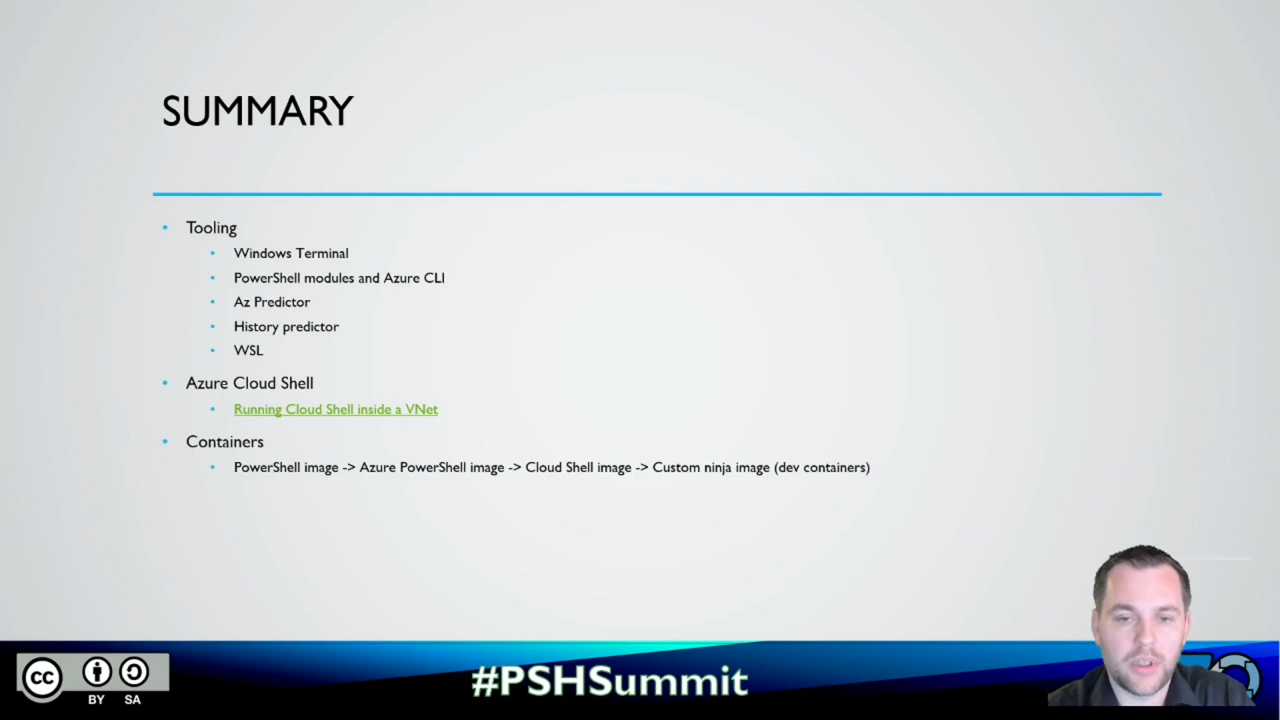 SUMMARY
• Tooling
• Windows Terminal
• PowerShell modules and Azure CLI
• Az Predictor
• History predictor
• WSL
• Azure Cloud Shell
• Running Cloud Shell inside a VNet
• Containers
• PowerShell image -> Azure PowerShell image -> Cloud Shell image -> Custom ninja image (dev containers)
#PSHSummit
CC
BY SA